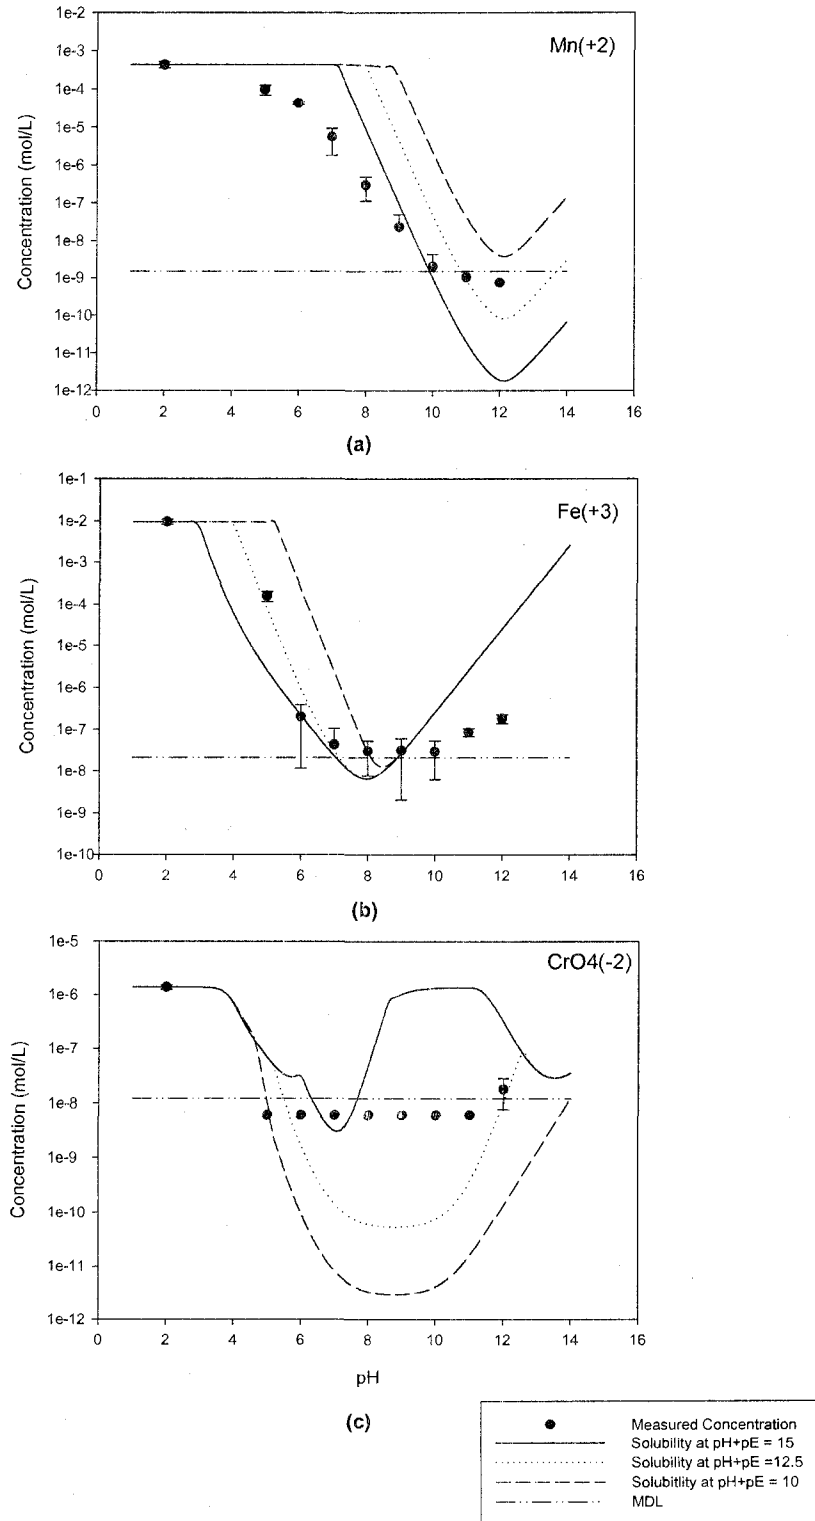 1e-2
Mn(+2)
1e-3
1e-4
1e-5
1e-6
1e-7
1e-8
1e-9
1e-10
1e-11
1e-12
Concentration (mol/L)
0 2 4 6 8 10 12 14 16
(a)
1e-1
Fe(+3)
1e-2
1e-3
1e-4
1e-5
1e-6
1e-7
1e-8
1e-9
1e-10
Concentration (mol/L)
0 2 4 6 8 10 12 14 16
(b)
1e-5
CrO4(-2)
1e-6
1e-7
1e-8
1e-9
1e-10
1e-11
1e-12
Concentration (mol/L)
0 2 4 6 8 10 12 14 16
pH
(c)
Measured Concentration
Solubility at pH+pE = 15
Solubility at pH+pE =12.5
Solubitlity at pH+pE = 10
MDL